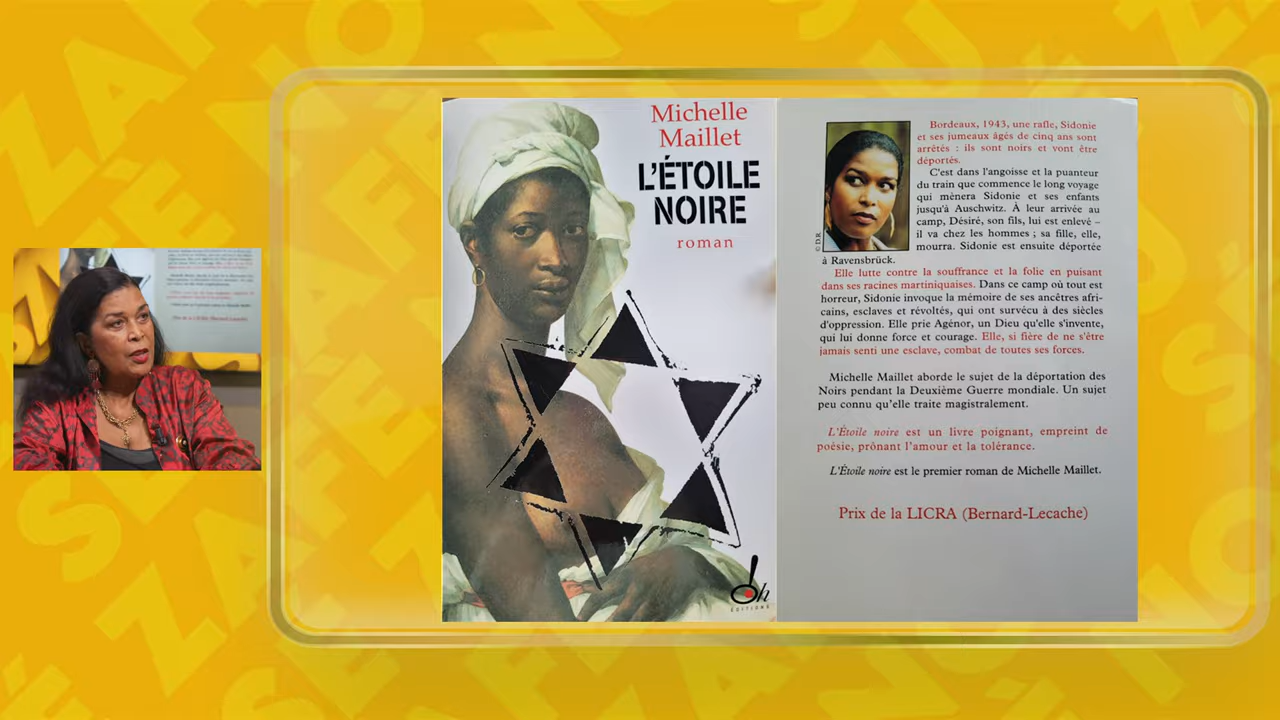 Michelle
Maillet
L'ÉTOILE
NOIRE
roman
Oh
ÉDITIONS
© D.R.
Bordeaux, 1943, une rafle, Sidonie
et ses jumeaux âgés de cinq ans sont
arrêtés : ils sont noirs et vont être
déportés.
C'est dans l'angoisse et la puanteur
du train que commence le long voyage
qui mènera Sidonie et ses enfants
jusqu'à Auschwitz. À leur arrivée au
camp, Désiré, son fils, lui est enlevé –
il va chez les hommes ; sa fille, elle,
mourra. Sidonie est ensuite déportée
à Ravensbrück.
Elle lutte contre la souffrance et la folie en puisant
dans ses racines martiniquaises. Dans ce camp où tout est
horreur, Sidonie invoque la mémoire de ses ancêtres afri-
cains, esclaves et révoltés, qui ont survécu à des siècles
d'oppression. Elle prie Agénor, un Dieu qu'elle s'invente,
qui lui donne force et courage. Elle, si fière de ne s'être
jamais senti une esclave, combat de toutes ses forces.
Michelle Maillet aborde le sujet de la déportation des
Noirs pendant la Deuxième Guerre mondiale. Un sujet
peu connu qu'elle traite magistralement.
L'Étoile noire est un livre poignant, empreint de
poésie, prônant l'amour et la tolérance.
L'Étoile noire est le premier roman de Michelle Maillet.
Prix de la LICRA (Bernard-Lecache)